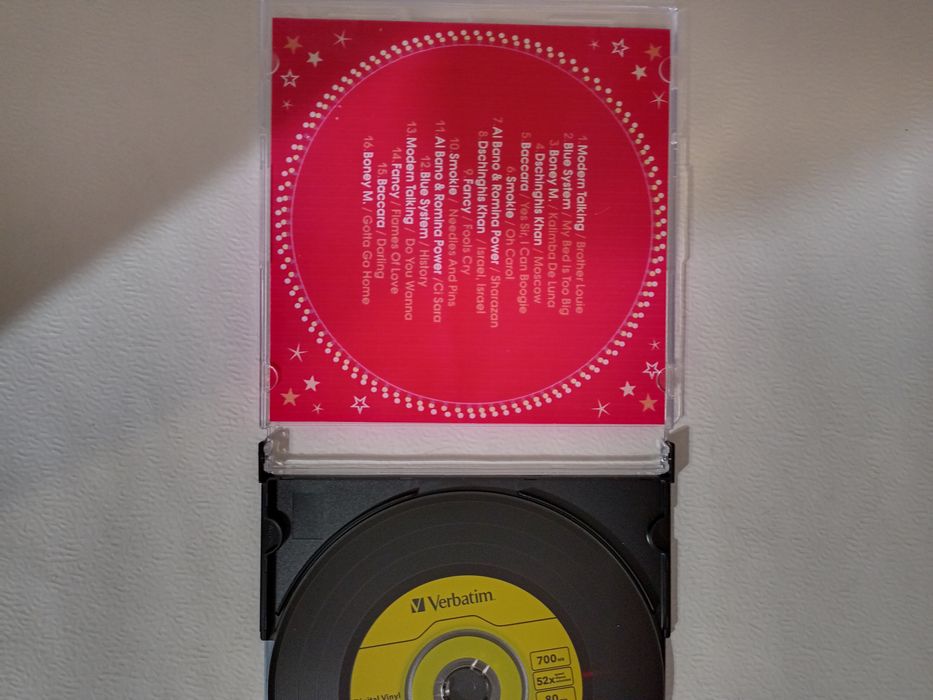 1. Modern Talking / Brother Louie
2. Blue System / Mr. Bed Is Too Big
3. Boney M. / Kalimba De Luna
4. Dschinghis Khan / Moscow
5. Baccara / Yes Sir, I Can Boogie
6. Smokie / Oh Carol
7. Al Bano & Romina Power / Sharazan
8. Dschinghis Khan / Israel, Israel
9. Fancy / Fools Cry
10. Smokie / Needles And Pins
11. Al Bano & Romina Power / Ci Sara
12. Blue System / History
13. Modern Talking / Do You Wanna
14. Fancy / Flames Of Love
15. Baccara / Darling
16. Boney M. / Gotta Go Home
Verbatim
700 MB
52x
80
Digital Vinyl